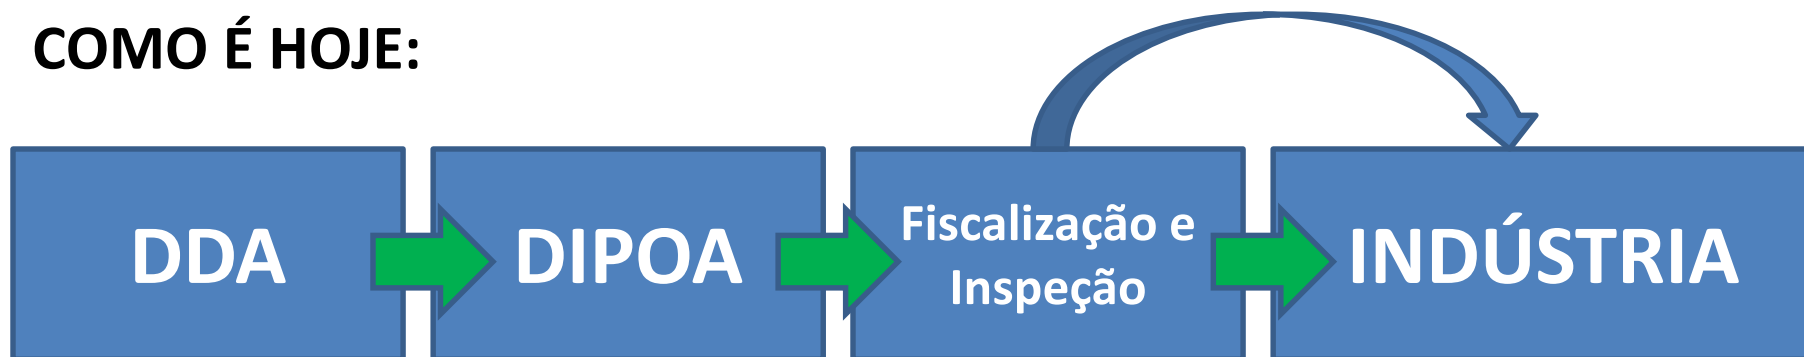 COMO É HOJE:
DDA
DIPOA
Fiscalização e
Inspeção
INDÚSTRIA